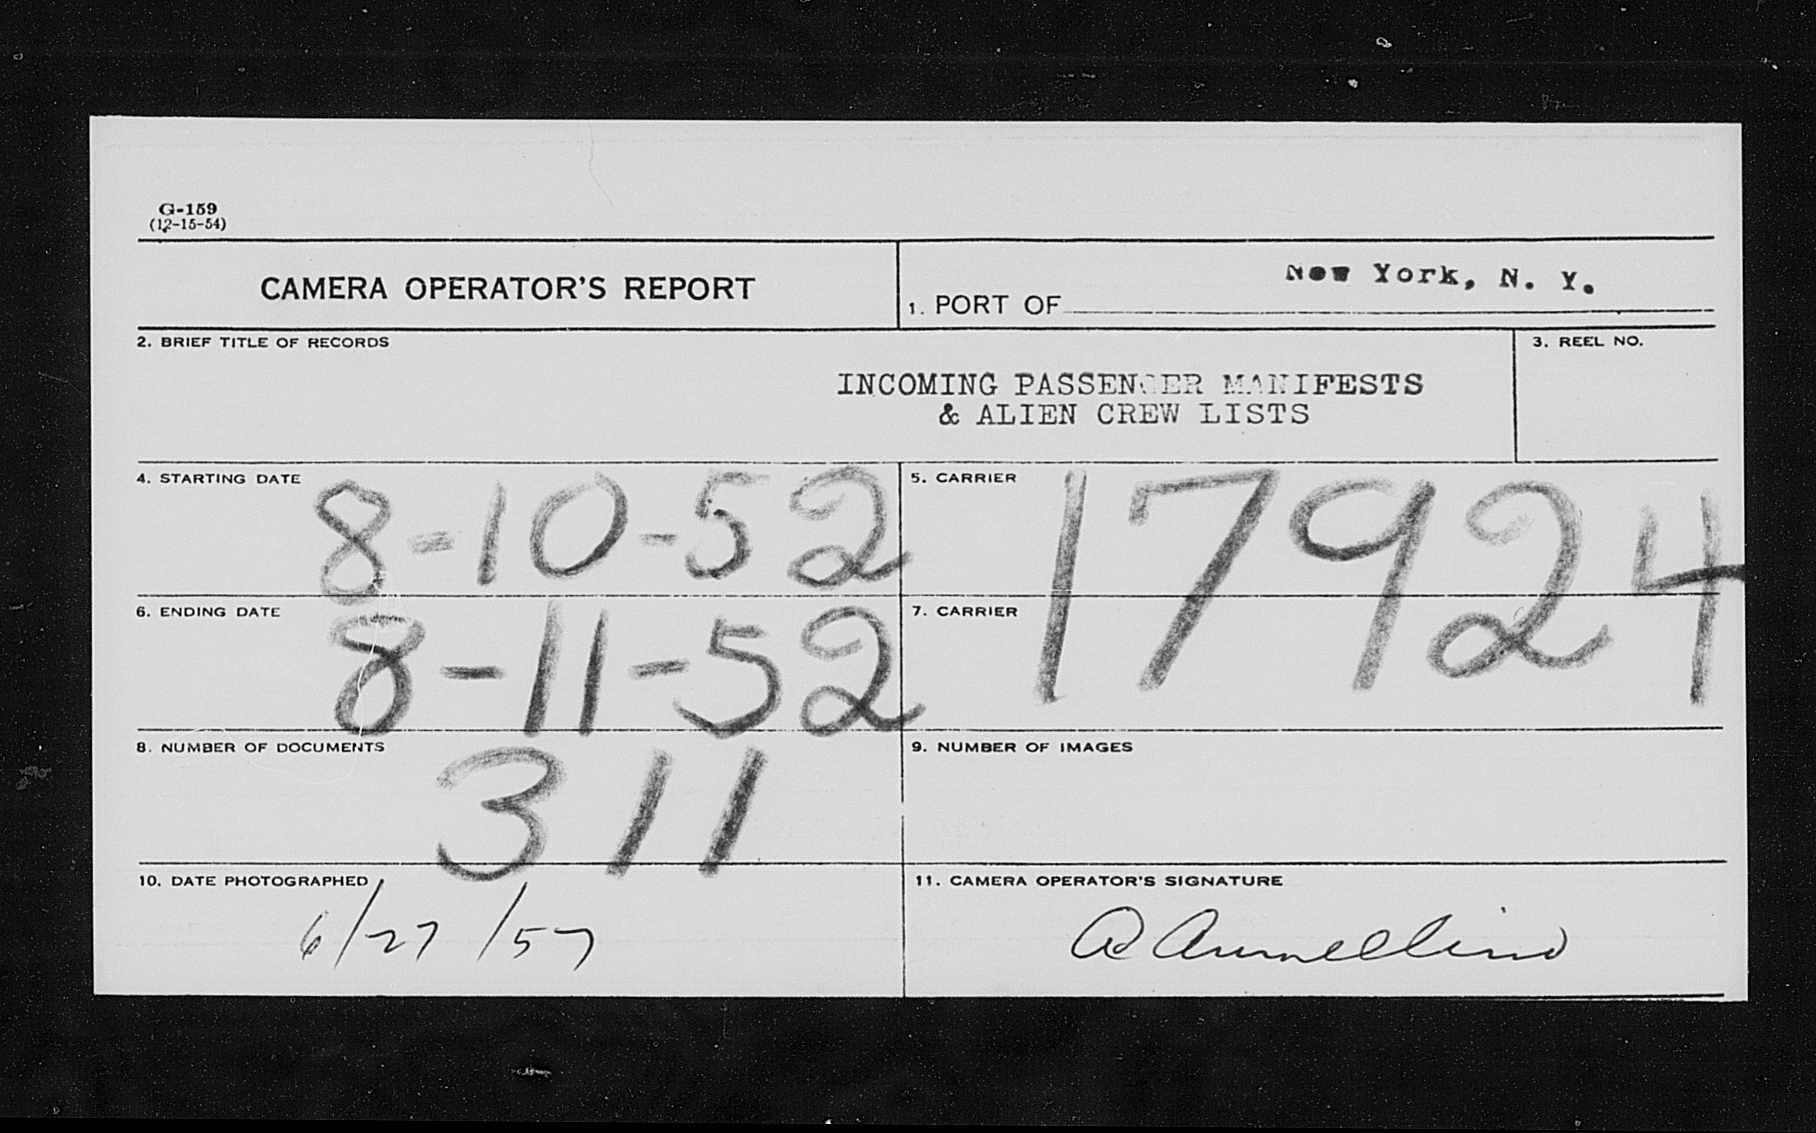 G-159
(12-15-54)
CAMERA OPERATOR'S REPORT
1. PORT OF New York, N. Y.
2. BRIEF TITLE OF RECORDS
INCOMING PASSENGER MANIFESTS
& ALIEN CREW LISTS
3. REEL NO.
4. STARTING DATE 8-10-52
5. CARRIER 17924
6. ENDING DATE 8-11-52
7. CARRIER
8. NUMBER OF DOCUMENTS 311
9. NUMBER OF IMAGES
10. DATE PHOTOGRAPHED 6/27/57
11. CAMERA OPERATOR'S SIGNATURE